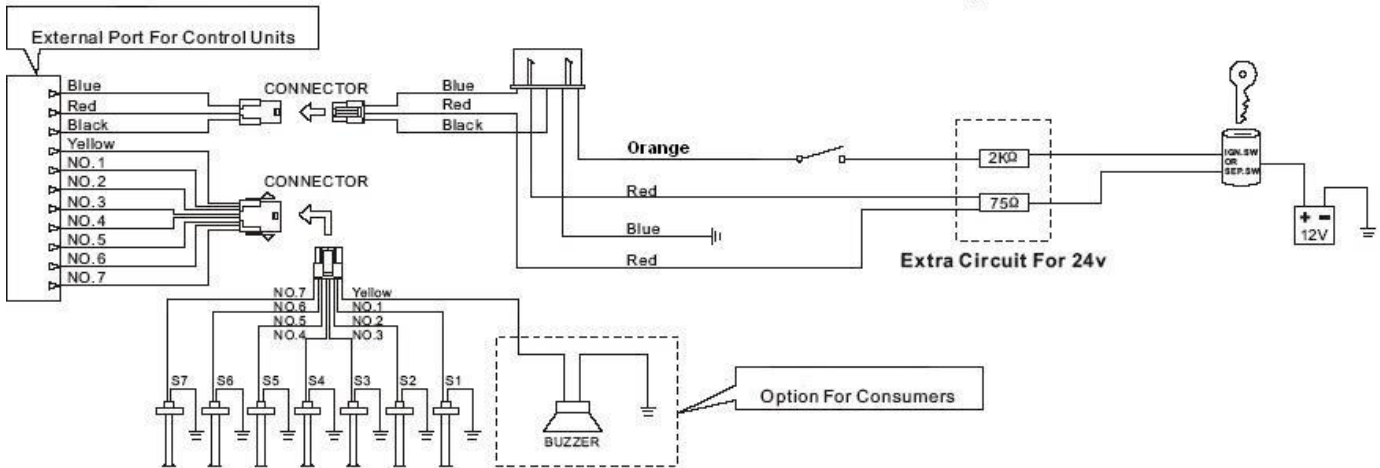 External Port For Control Units
Blue
Red
Black
Yellow
NO.1
NO.2
NO.3
NO.4
NO.5
NO.6
NO.7
CONNECTOR
CONNECTOR
Blue
Red
Black
Orange
Red
Blue
Red
2KΩ
75Ω
Extra Circuit For 24v
IGN.SW
OR
SEP.SW
+ -
12V
NO.7 Yellow
NO.6 NO.1
NO.5 NO.2
NO.4 NO.3
S7 S6 S5 S4 S3 S2 S1
BUZZER
Option For Consumers